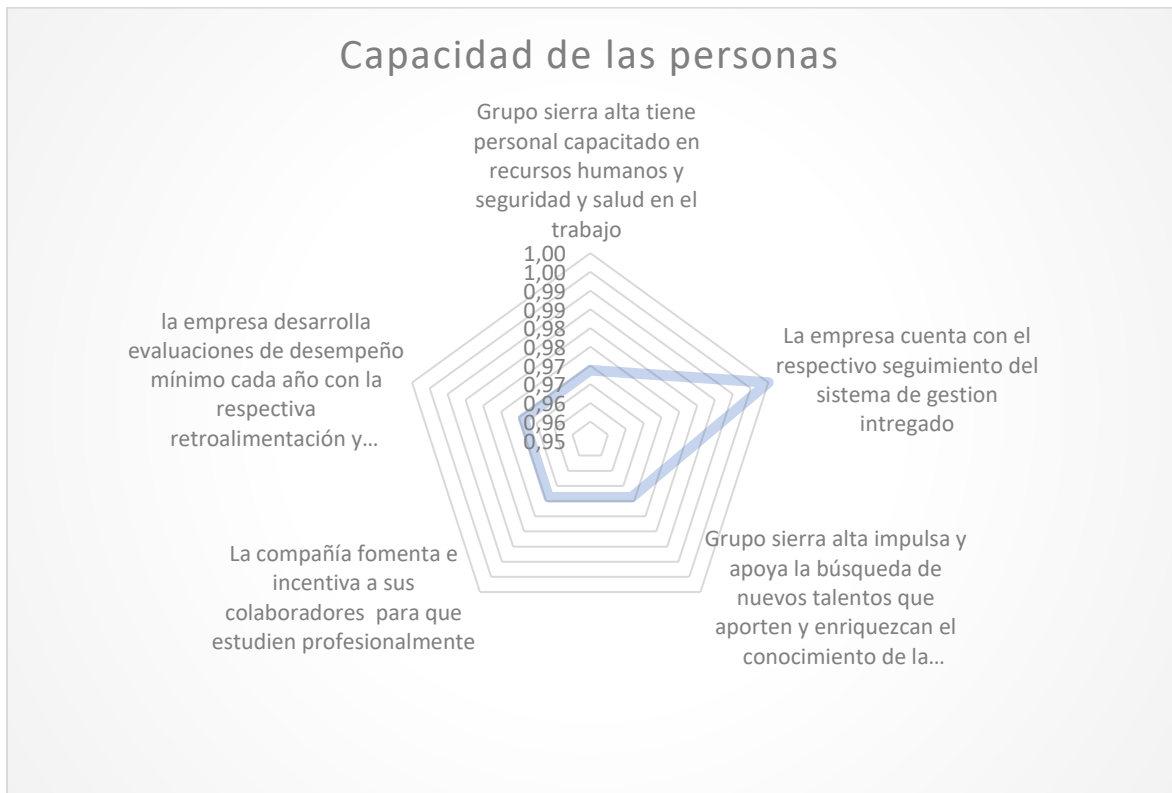 Capacidad de las personas
Grupo sierra alta tiene
personal capacitado en
recursos humanos y
seguridad y salud en el
trabajo
1,00
1,00
0,99
0,99
0,98
0,98
0,97
0,97
0,96
0,96
0,95
La empresa cuenta con el
respectivo seguimiento del
sistema de gestion
intregado
Grupo sierra alta impulsa y
apoya la búsqueda de
nuevos talentos que
aporten y enriquezcan el
conocimiento de la...
La compañía fomenta e
incentiva a sus
colaboradores para que
estudien profesionalmente
la empresa desarrolla
evaluaciones de desempeño
mínimo cada año con la
respectiva
retroalimentación y...